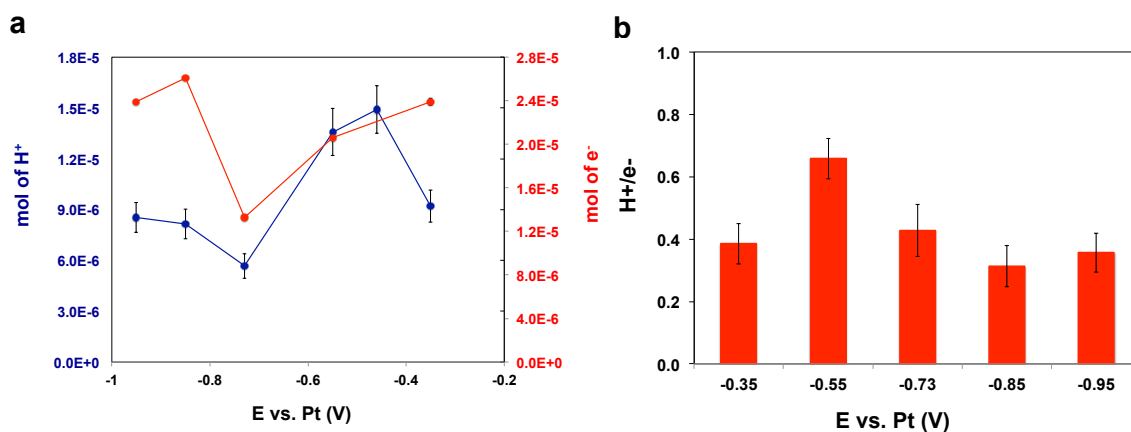 a
mol of H⁺
1.8E-5
1.5E-5
1.2E-5
9.0E-6
6.0E-6
3.0E-6
0.0E+0
2.8E-5
2.4E-5
2.0E-5
1.6E-5
1.2E-5
8.0E-6
4.0E-6
0.0E+0
mol of e⁻
-1 -0.8 -0.6 -0.4 -0.2
E vs. Pt (V)
b
H+/e-
1.0
0.8
0.6
0.4
0.2
0.0
-0.35 -0.55 -0.73 -0.85 -0.95
E vs. Pt (V)